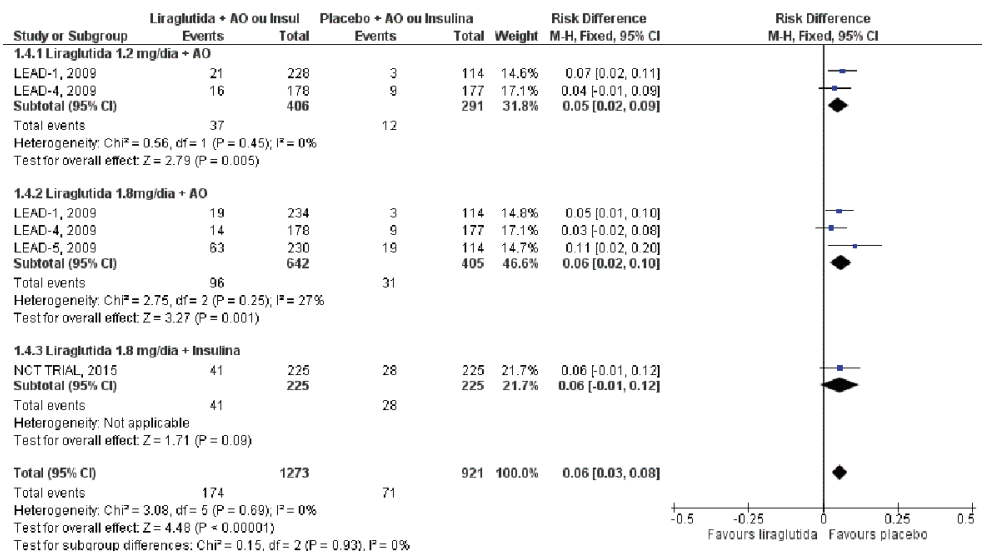 Liraglutida + AO ou Insul Placebo + AO ou Insulina Risk Difference Risk Difference
Study or Subgroup Events Total Events Total Weight M-H, Fixed, 95% CI M-H, Fixed, 95% CI
1.4.1 Liraglutida 1.2 mg/dia + AO
LEAD-1, 2009 21 228 3 114 14.6% 0.07 [0.02, 0.11]
LEAD-4, 2009 16 178 9 177 17.1% 0.04 [-0.01, 0.09]
Subtotal (95% CI) 406 291 31.8% 0.05 [0.02, 0.09]
Total events 37 12
Heterogeneity: Chi² = 0.56, df = 1 (P = 0.45); I² = 0%
Test for overall effect: Z = 2.79 (P = 0.005)
1.4.2 Liraglutida 1.8mg/dia + AO
LEAD-1, 2009 19 234 3 114 14.8% 0.05 [0.01, 0.10]
LEAD-4, 2009 14 178 9 177 17.1% 0.03 [-0.02, 0.08]
LEAD-5, 2009 63 230 19 114 14.7% 0.11 [0.02, 0.20]
Subtotal (95% CI) 642 405 46.6% 0.06 [0.02, 0.10]
Total events 96 31
Heterogeneity: Chi² = 2.75, df = 2 (P = 0.25); I² = 27%
Test for overall effect: Z = 3.27 (P = 0.001)
1.4.3 Liraglutida 1.8 mg/dia + Insulina
NCT TRIAL, 2015 41 225 28 225 21.7% 0.06 [-0.01, 0.12]
Subtotal (95% CI) 225 225 21.7% 0.06 [-0.01, 0.12]
Total events 41 28
Heterogeneity: Not applicable
Test for overall effect: Z = 1.71 (P = 0.09)
Total (95% CI) 1273 921 100.0% 0.06 [0.03, 0.08]
Total events 174 71
Heterogeneity: Chi² = 3.08, df = 5 (P = 0.69); I² = 0%
Test for overall effect: Z = 4.48 (P < 0.00001)
Test for subgroup differences: Chi² = 0.15, df = 2 (P = 0.93), I² = 0%
-0.5 -0.25 0 0.25 0.5
Favours liraglutida Favours placebo